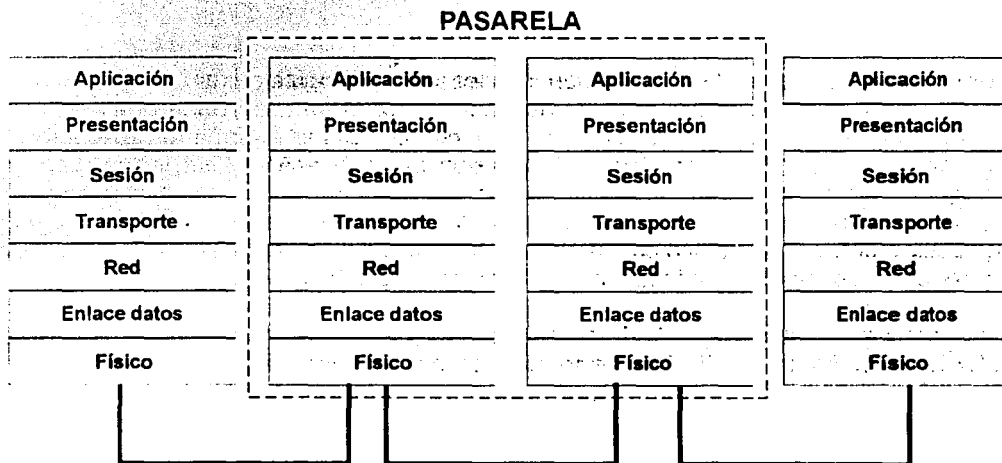 PASARELA
Aplicación Aplicación Aplicación Aplicación
Presentación Presentación Presentación Presentación
Sesión Sesión Sesión Sesión
Transporte Transporte Transporte Transporte
Red Red Red Red
Enlace datos Enlace datos Enlace datos Enlace datos
Físico Físico Físico Físico